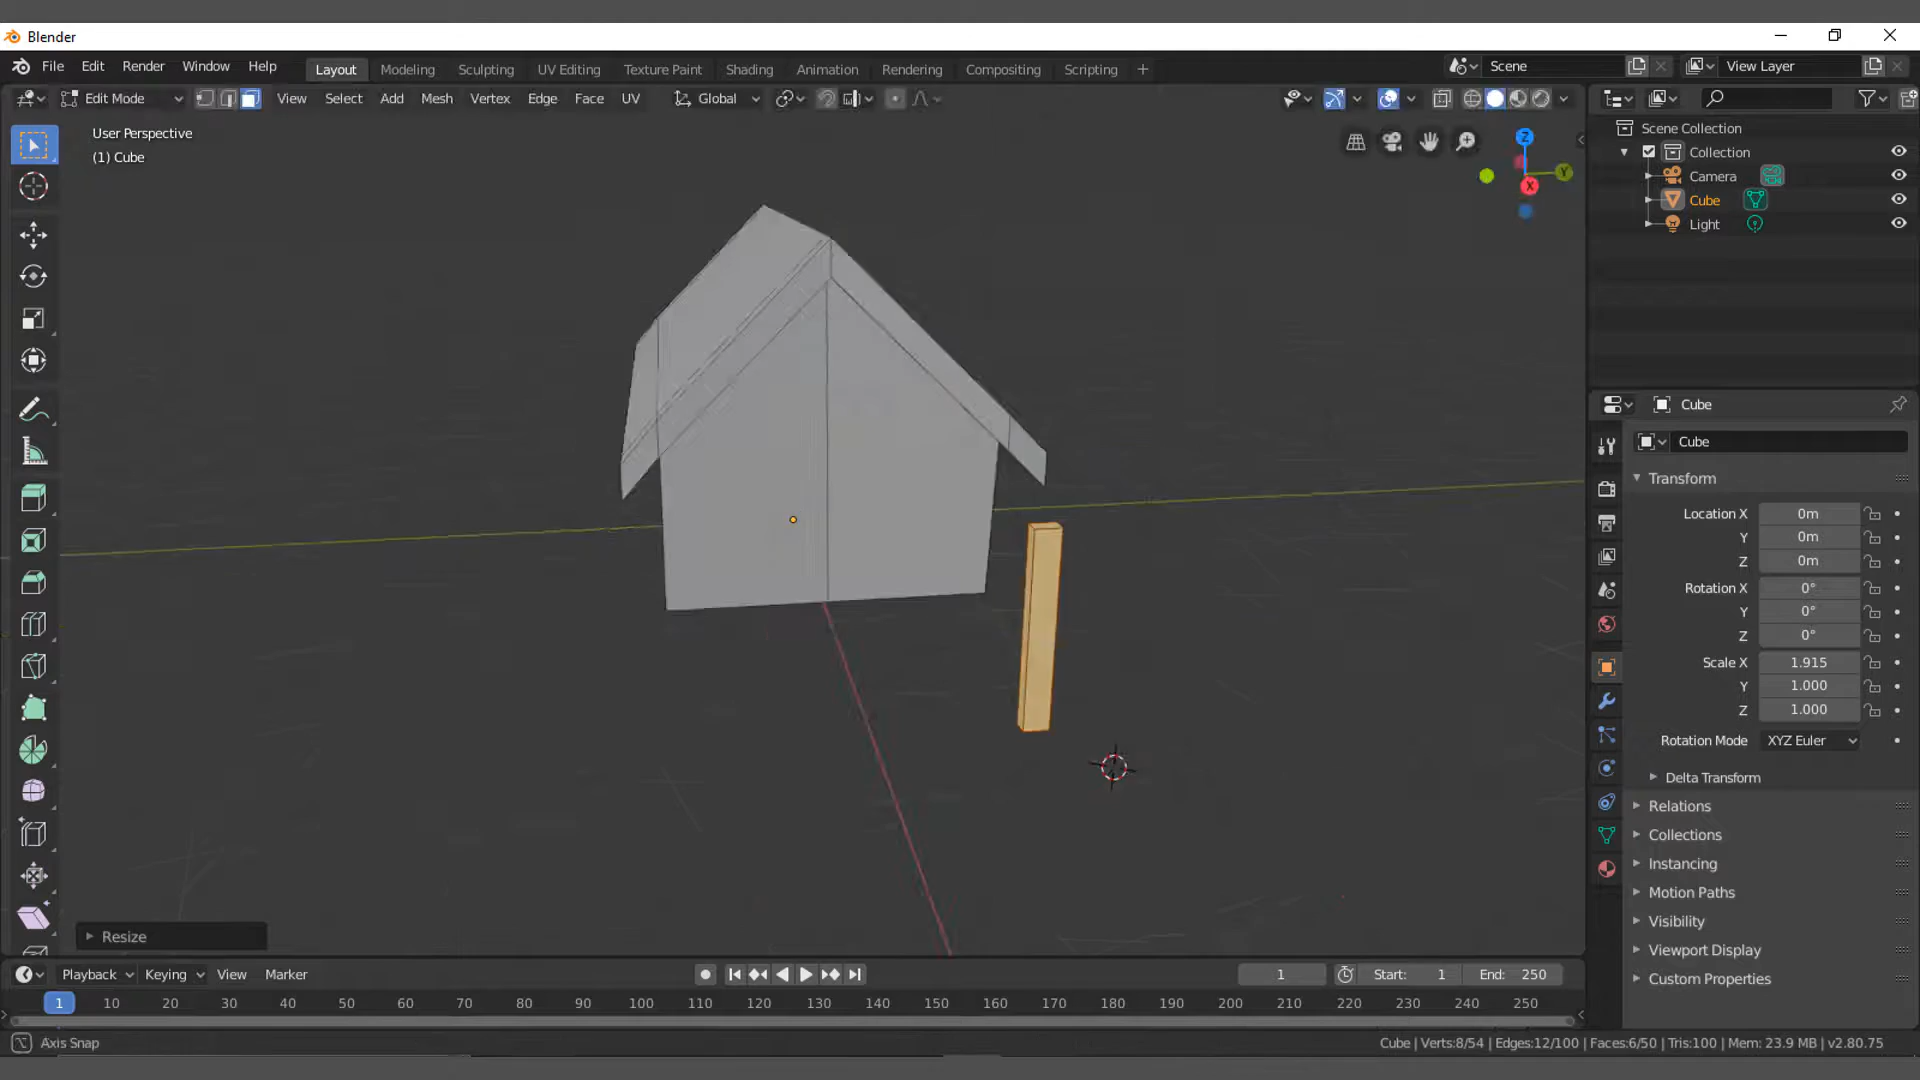 Blender
File Edit Render Window Help Layout Modeling Sculpting UV Editing Texture Paint Shading Animation Rendering Compositing Scripting + Scene View Layer
Edit Mode View Select Add Mesh Vertex Edge Face UV Global
User Perspective
(1) Cube
Z
Y
X
Scene Collection
Collection
Camera
Cube
Light
Cube
Cube
Transform
Location X 0m
Y 0m
Z 0m
Rotation X 0°
Y 0°
Z 0°
Scale X 1.915
Y 1.000
Z 1.000
Rotation Mode XYZ Euler
Delta Transform
Relations
Collections
Instancing
Motion Paths
Visibility
Viewport Display
Custom Properties
Resize
Playback Keying View Marker 1 Start: 1 End: 250
1 10 20 30 40 50 60 70 80 90 100 110 120 130 140 150 160 170 180 190 200 210 220 230 240 250
Axis Snap
Cube | Verts:8/54 | Edges:12/100 | Faces:6/50 | Tris:100 | Mem: 23.9 MB | v2.80.75